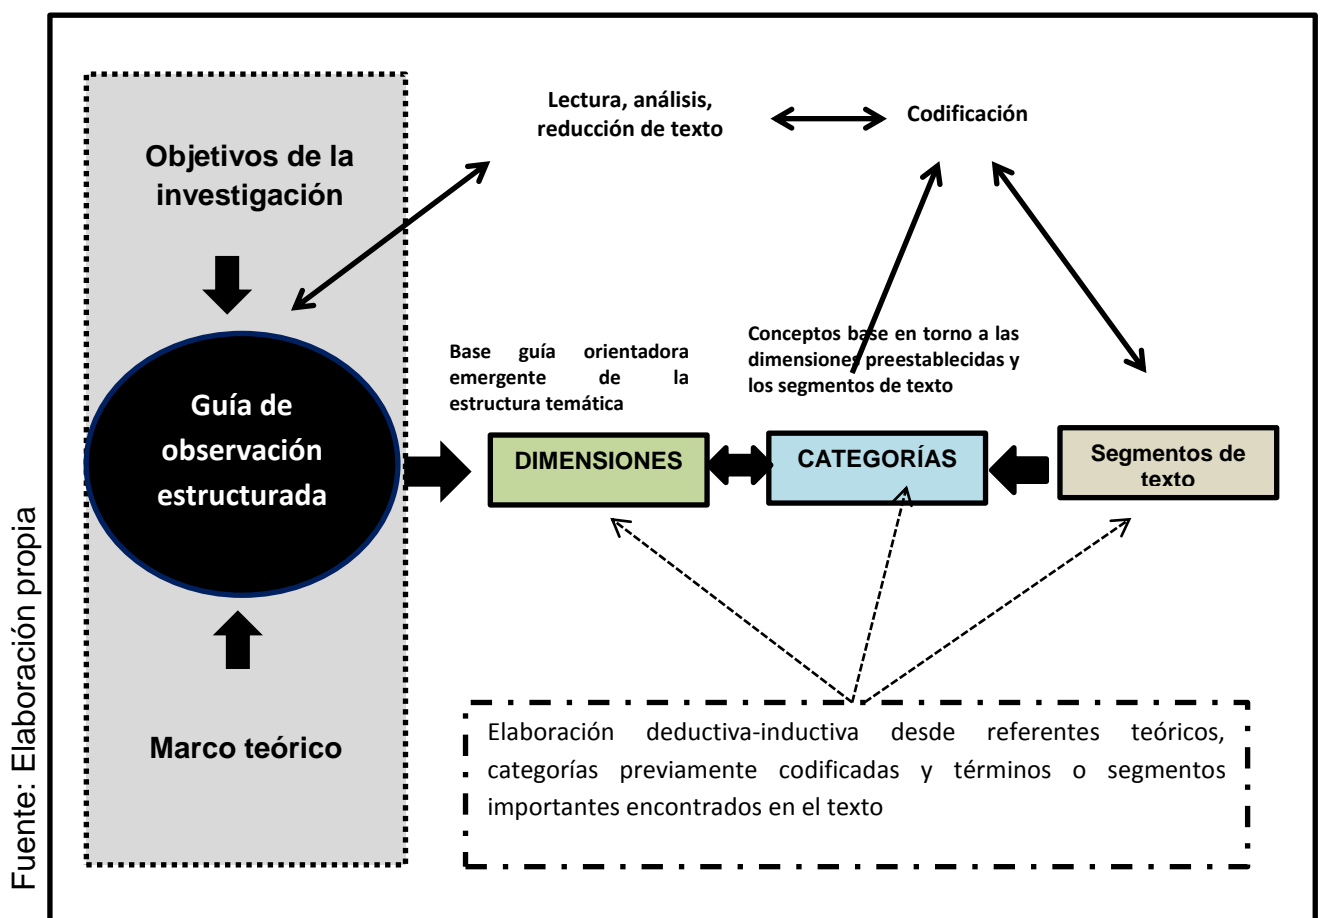 Lectura, análisis,
reducción de texto
Codificación
Objetivos de la
investigación
Guía de
observación
estructurada
Base guía orientadora
emergente de la
estructura temática
Conceptos base en torno a las
dimensiones preestablecidas y
los segmentos de texto
DIMENSIONES
CATEGORÍAS
Segmentos de
texto
Marco teórico
Elaboración deductiva-inductiva desde referentes teóricos,
categorías previamente codificadas y términos o segmentos
importantes encontrados en el texto
Fuente: Elaboración propia